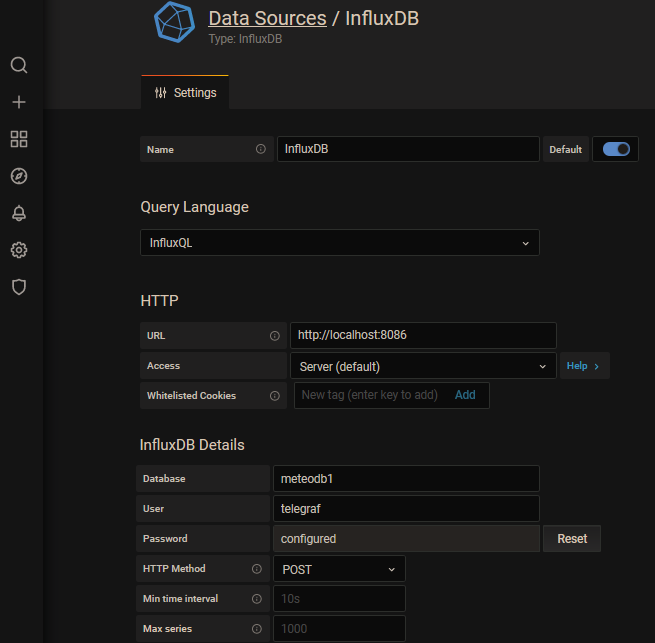 Data Sources / InfluxDB
Type: InfluxDB
Settings
Name InfluxDB Default
Query Language
InfluxQL
HTTP
URL http://localhost:8086
Access Server (default) Help >
Whitelisted Cookies New tag (enter key to add) Add
InfluxDB Details
Database meteodb1
User telegraf
Password configured Reset
HTTP Method POST
Min time interval 10s
Max series 1000